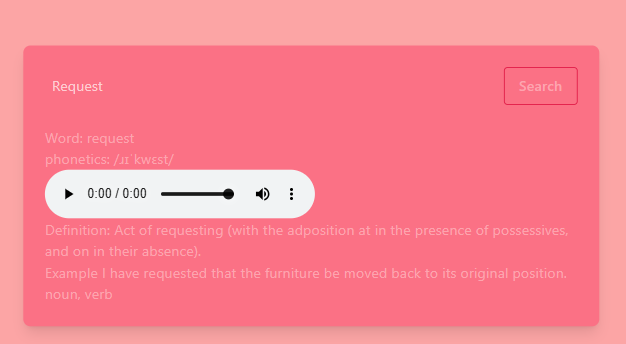 Request
Search
Word: request
phonetics: /ɹɪˈkwɛst/
0:00 / 0:00
Definition: Act of requesting (with the adposition at in the presence of possessives,
and on in their absence).
Example I have requested that the furniture be moved back to its original position.
noun, verb